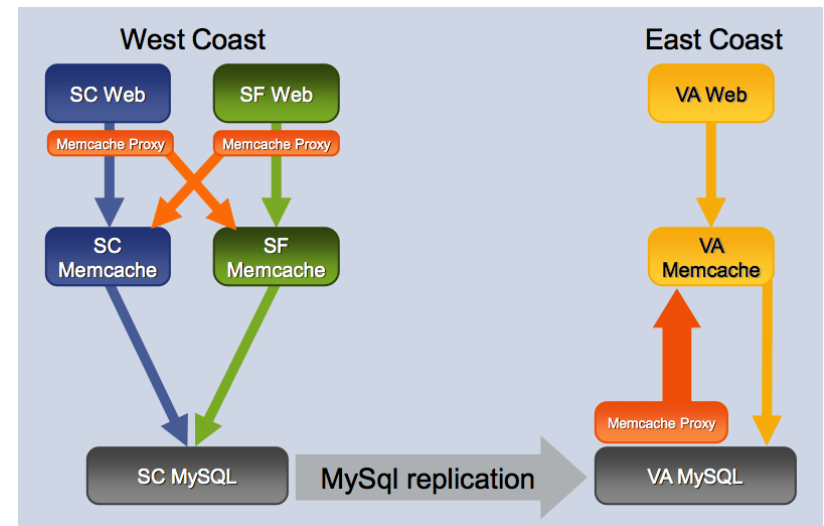 West Coast
East Coast
SC Web
SF Web
VA Web
Memcache Proxy
Memcache Proxy
SC
Memcache
SF
Memcache
VA
Memcache
Memcache Proxy
SC MySQL
MySql replication
VA MySQL